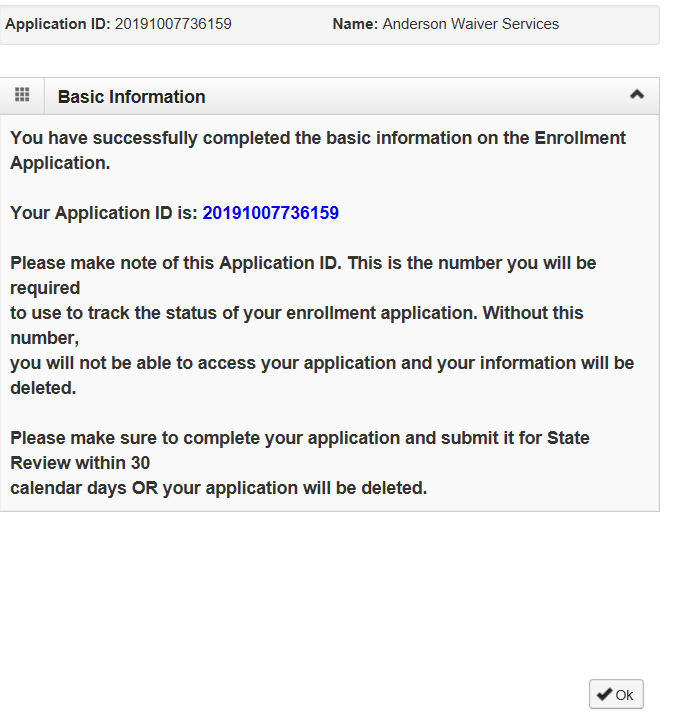 Application ID: 20191007736159 Name: Anderson Waiver Services
Basic Information
You have successfully completed the basic information on the Enrollment
Application.
Your Application ID is: 20191007736159
Please make note of this Application ID. This is the number you will be
required
to use to track the status of your enrollment application. Without this
number,
you will not be able to access your application and your information will be
deleted.
Please make sure to complete your application and submit it for State
Review within 30
calendar days OR your application will be deleted.
Ok